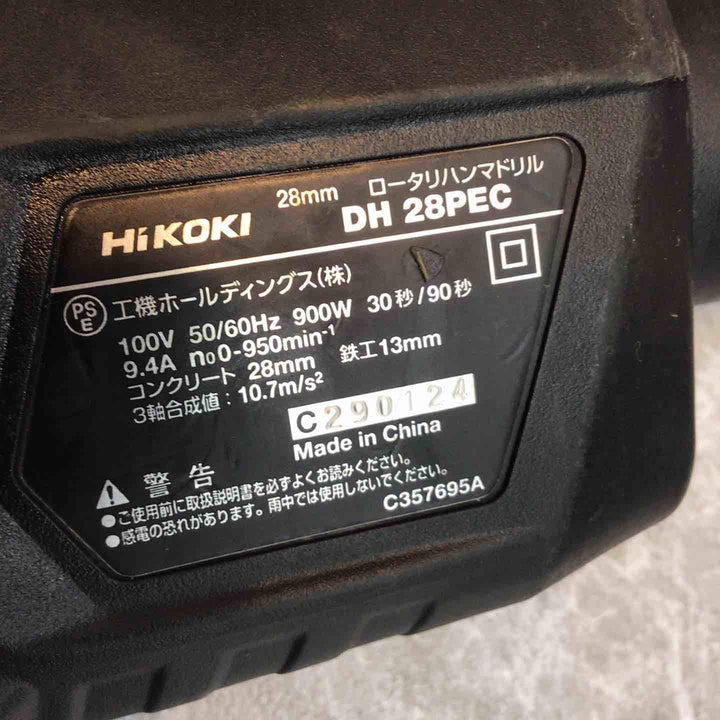 28mm ロータリハンマドリル
HiKOKI DH 28PEC
PSE 工機ホールディングス(株)
100V 50/60Hz 900W 30秒/90秒
9.4A n₀0-950min⁻¹
コンクリート 28mm 鉄工13mm
3軸合成値：10.7m/s²
C290124
Made in China
警告
●ご使用前に取扱説明書を必ずよくお読みください。
●感電の恐れがあります。雨中では使用しないでください。
C357695A